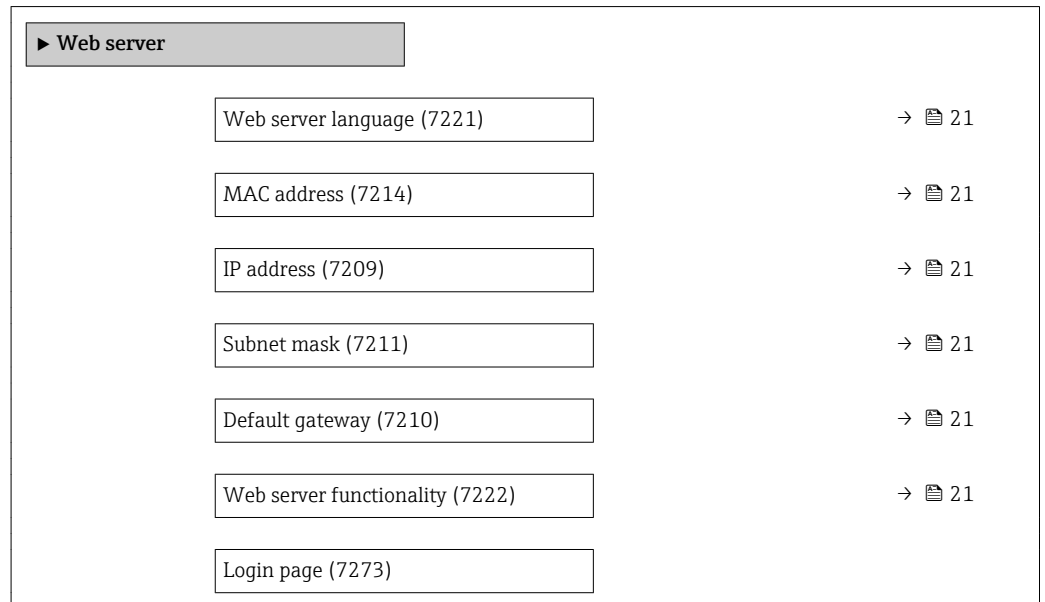 ▶ Web server
Web server language (7221) → 🖹 21
MAC address (7214) → 🖹 21
IP address (7209) → 🖹 21
Subnet mask (7211) → 🖹 21
Default gateway (7210) → 🖹 21
Web server functionality (7222) → 🖹 21
Login page (7273)